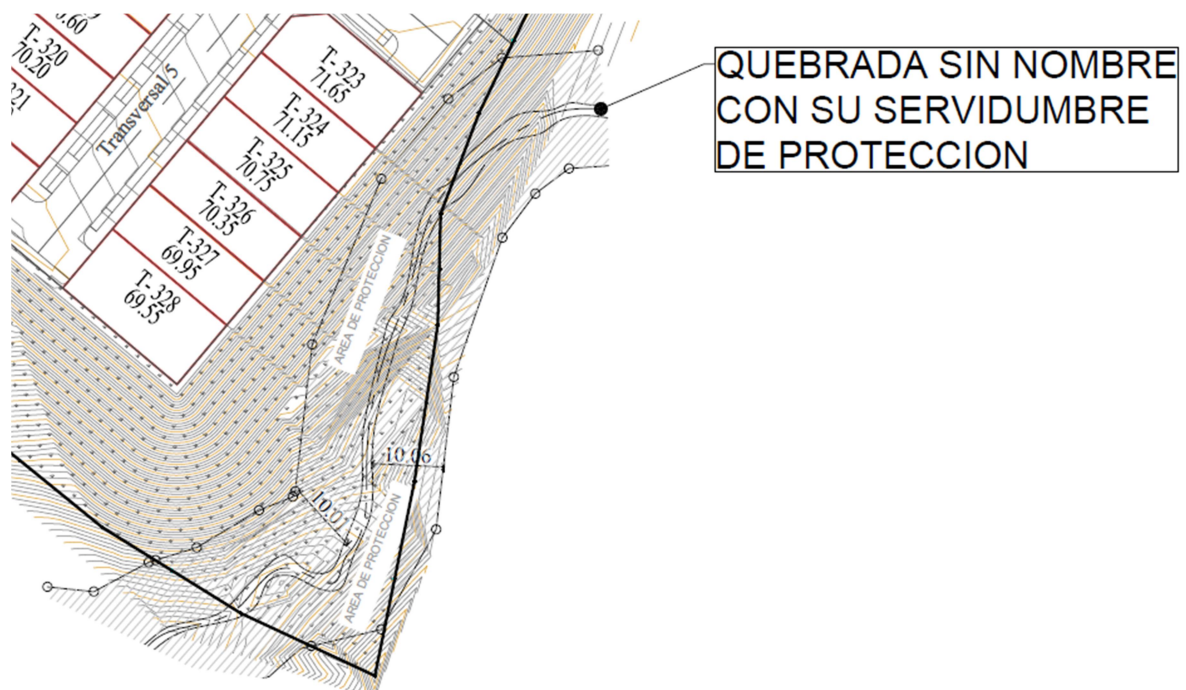 .60
T-320
70.20
321
Transversal 5
T-323
71.65
T-324
71.15
T-325
70.75
T-326
70.35
T-327
69.95
T-328
69.55
QUEBRADA SIN NOMBRE
CON SU SERVIDUMBRE
DE PROTECCION
AREA DE PROTECCION
10.06
10.01
AREA DE PROTECCION